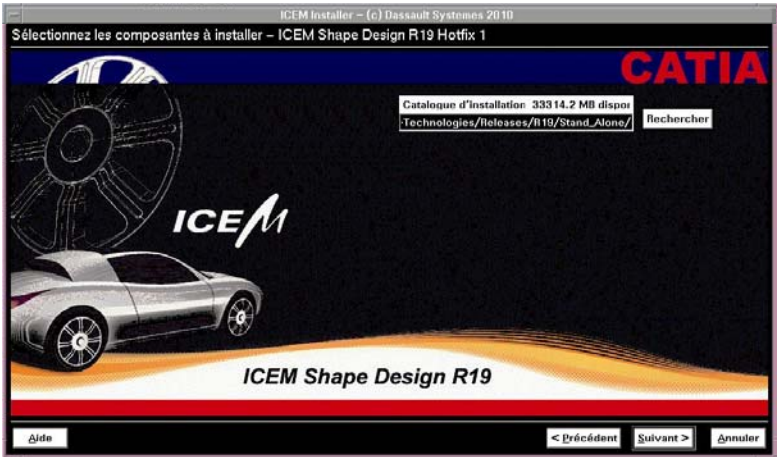 ICEM Installer – (c) Dassault Systemes 2010
Sélectionnez les composantes à installer – ICEM Shape Design R19 Hotfix 1
CATIA
Catalogue d'installation 33314.2 MB dispor
-Technologies/Releases/R19/Stand_Alone/
Rechercher
ICEM
ICEM Shape Design R19
Aide
< Précédent
Suivant >
Annuler